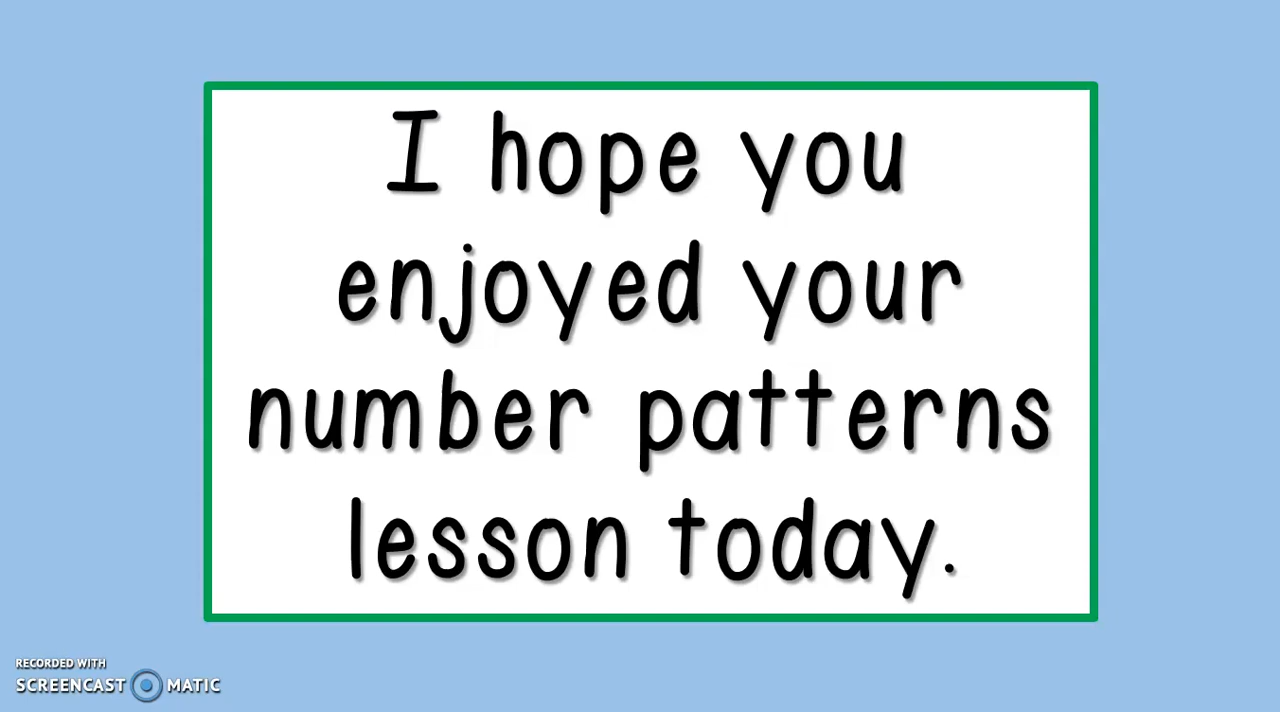 I hope you
enjoyed your
number patterns
lesson today.
RECORDED WITH
SCREENCAST MATIC